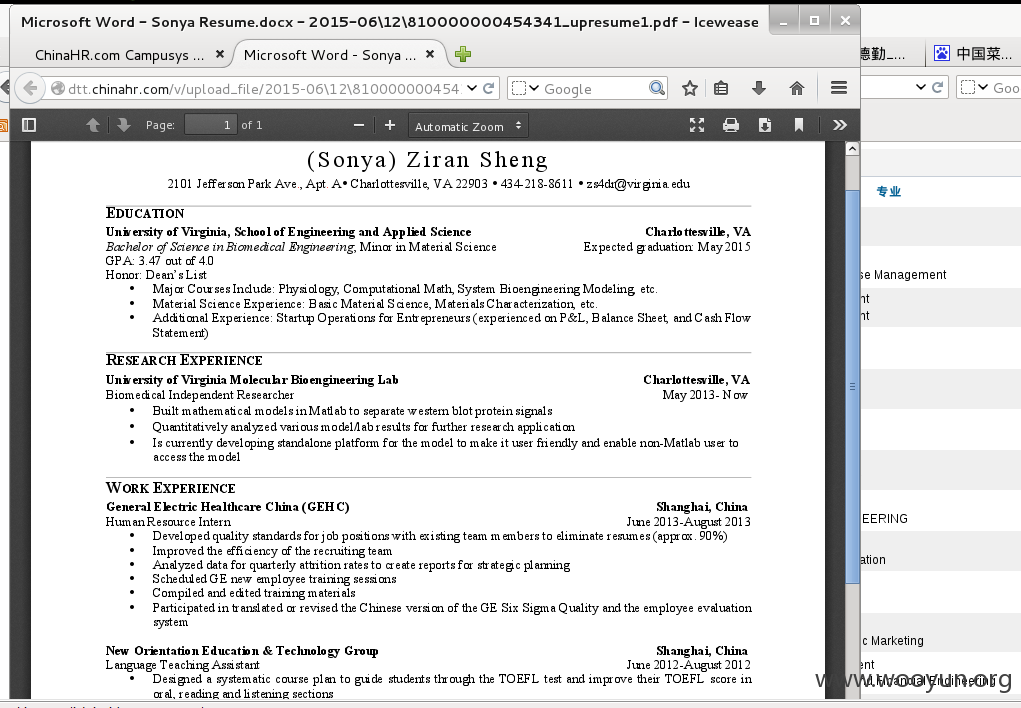 Microsoft Word - Sonya Resume.docx - 2015-06\12\810000000454341_upresume1.pdf - Icewease
ChinaHR.com Campusys ...
Microsoft Word - Sonya ...
德勤_...
中国菜...
dtt.chinahr.com/v/upload_file/2015-06\12\810000000454.
Google
Goo
Page: 1 of 1
Automatic Zoom
(Sonya) Ziran Sheng
2101 Jefferson Park Ave., Apt. A• Charlottesville, VA 22903 • 434-218-8611 • zs4dr@virginia.edu
专业
EDUCATION
University of Virginia, School of Engineering and Applied Science Charlottesville, VA
Bachelor of Science in Biomedical Engineering, Minor in Material Science Expected graduation: May 2015
GPA: 3.47 out of 4.0
Honor: Dean's List
• Major Courses Include: Physiology, Computational Math, System Bioengineering Modeling, etc.
• Material Science Experience: Basic Material Science, Materials Characterization, etc.
• Additional Experience: Startup Operations for Entrepreneurs (experienced on P&L, Balance Sheet, and Cash Flow
Statement)
se Management
nt
nt
RESEARCH EXPERIENCE
University of Virginia Molecular Bioengineering Lab Charlottesville, VA
Biomedical Independent Researcher May 2013- Now
• Built mathematical models in Matlab to separate western blot protein signals
• Quantitatively analyzed various model/lab results for further research application
• Is currently developing standalone platform for the model to make it user friendly and enable non-Matlab user to
access the model
WORK EXPERIENCE
General Electric Healthcare China (GEHC) Shanghai, China
Human Resource Intern June 2013-August 2013
• Developed quality standards for job positions with existing team members to eliminate resumes (approx. 90%)
• Improved the efficiency of the recruiting team
• Analyzed data for quarterly attrition rates to create reports for strategic planning
• Scheduled GE new employee training sessions
• Compiled and edited training materials
• Participated in translated or revised the Chinese version of the GE Six Sigma Quality and the employee evaluation
system
EERING
ation
New Orientation Education & Technology Group Shanghai, China
Language Teaching Assistant June 2012-August 2012
• Designed a systematic course plan to guide students through the TOEFL test and improve their TOEFL score in
oral, reading and listening sections
c Marketing
ent
d Financial Engineering
www.wooyun.org